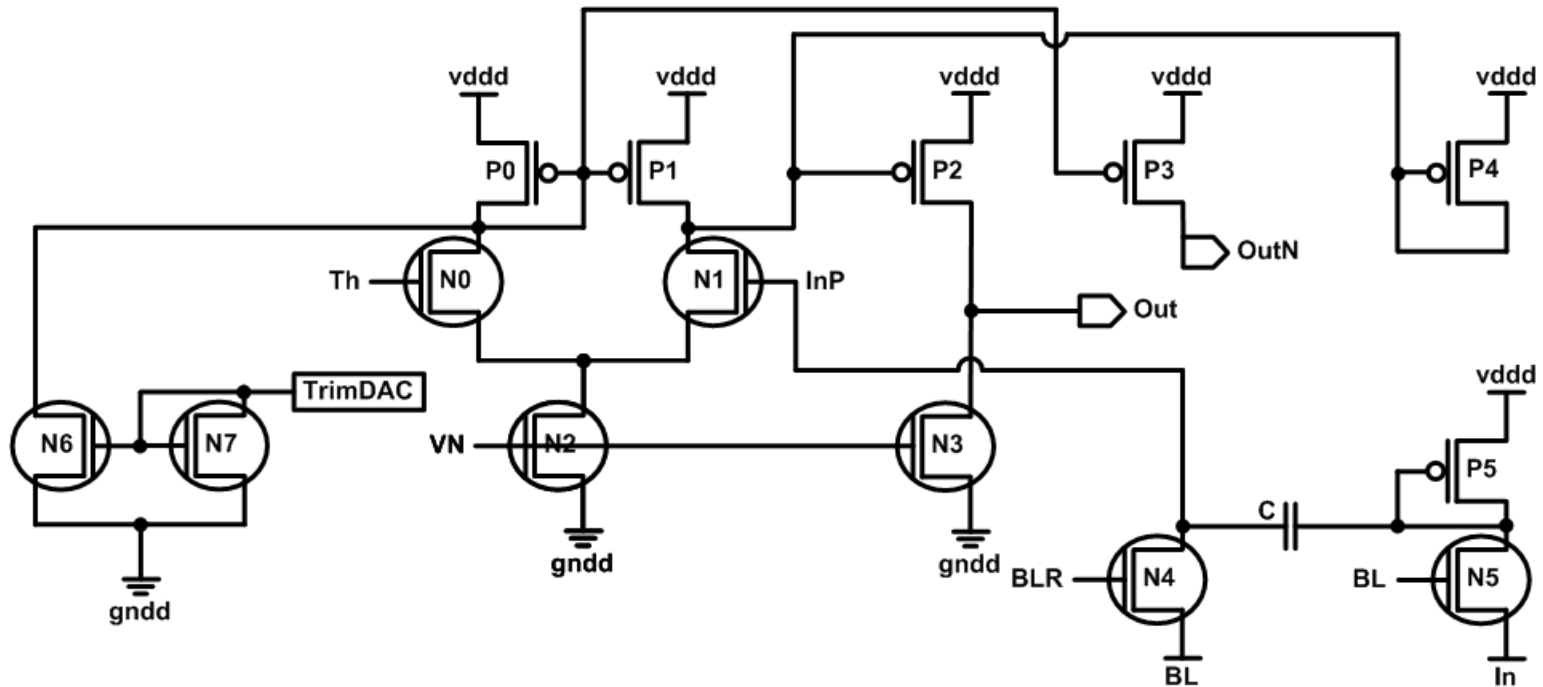 vddd
vddd
vddd
vddd
vddd
P0
P1
P2
P3
P4
OutN
Th
N0
N1
InP
Out
TrimDAC
vddd
N6
N7
VN
N2
N3
P5
C
gndd
gndd
BLR
N4
BL
N5
gndd
BL
In